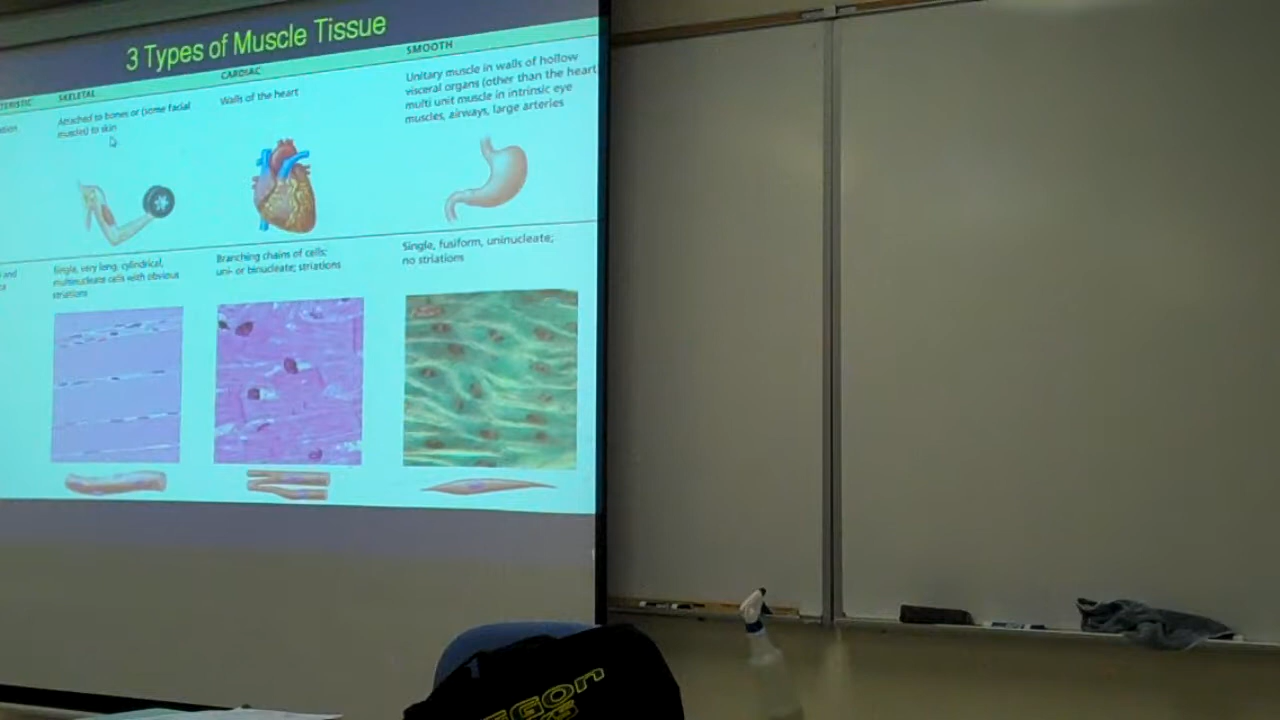 3 Types of Muscle Tissue
SKELETAL
CARDIAC
SMOOTH
Attached to bones or (some facial
muscles) to skin
Walls of the heart
Unitary muscle in walls of hollow
visceral organs (other than the heart
multi unit muscle in intrinsic eye
muscles, airways, large arteries
Single, very long, cylindrical,
multinucleate cells with obvious
striations
Branching chains of cells;
uni- or binucleate; striations
Single, fusiform, uninucleate;
no striations